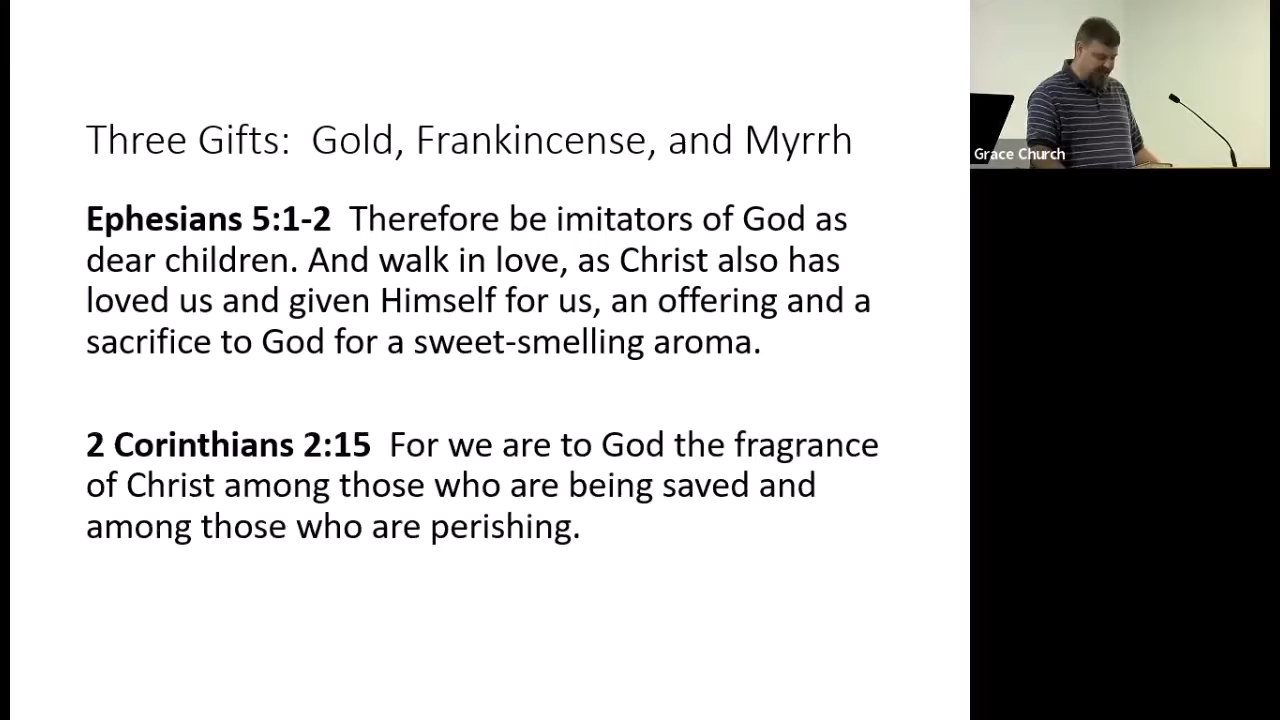 Three Gifts:  Gold, Frankincense, and Myrrh
Ephesians 5:1-2  Therefore be imitators of God as
dear children. And walk in love, as Christ also has
loved us and given Himself for us, an offering and a
sacrifice to God for a sweet-smelling aroma.
2 Corinthians 2:15  For we are to God the fragrance
of Christ among those who are being saved and
among those who are perishing.
Grace Church